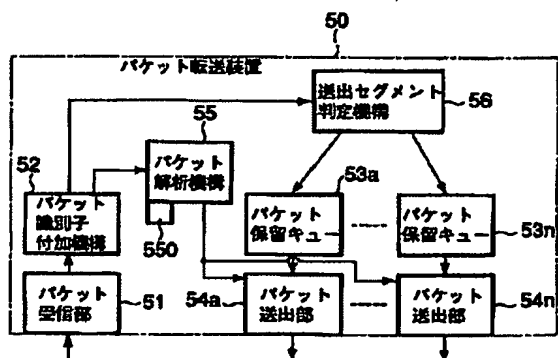 50
パケット転送装置
送出セグメント
判定機構
56
55
パケット
解析機構
550
52
パケット
識別子
付加機構
53a
パケット
保留キュー
パケット
保留キュー
53n
パケット
受信部
51
54a
パケット
送出部
パケット
送出部
54n